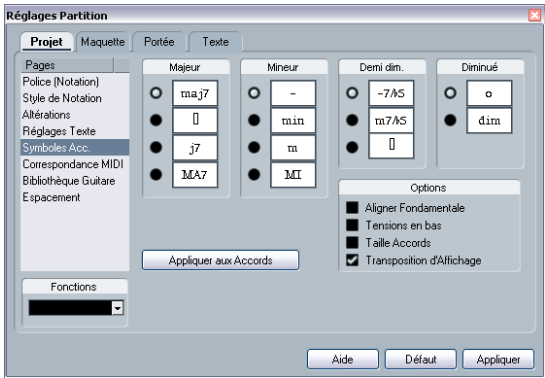 Réglages Partition
Projet Maquette Portée Texte
Pages
Police (Notation)
Style de Notation
Altérations
Réglages Texte
Symboles Acc.
Correspondance MIDI
Bibliothèque Guitare
Espacement
Fonctions
Majeur
maj7
j7
MA7
Mineur
-
min
m
MI
Demi dim.
-7/b5
m7/b5
Diminué
o
dim
Appliquer aux Accords
Options
Aligner Fondamentale
Tensions en bas
Taille Accords
Transposition d'Affichage
Aide Défaut Appliquer